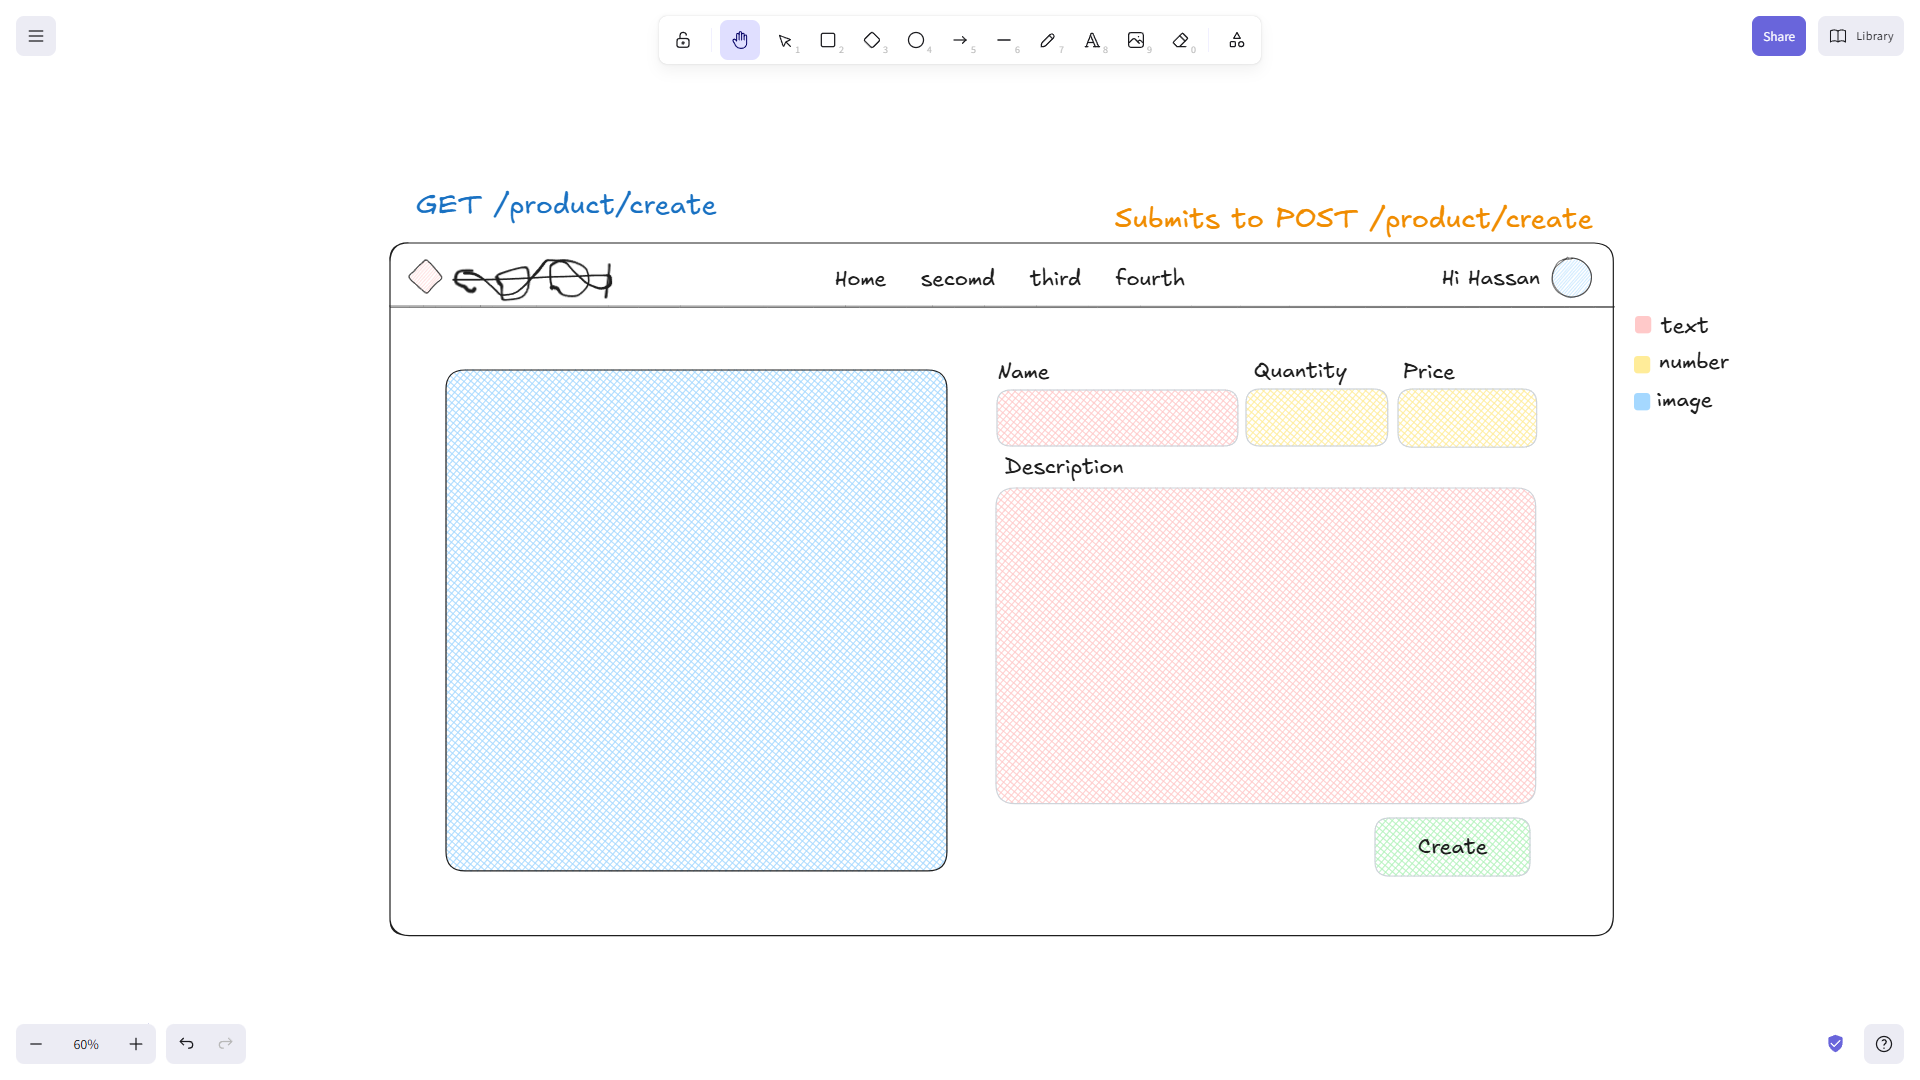 1 2 3 4 5 6 7 8 9 0
Share
Library
GET /product/create
Submits to POST /product/create
Home second third fourth
Hi Hassan
text
number
image
Name Quantity Price
Description
Create
60%